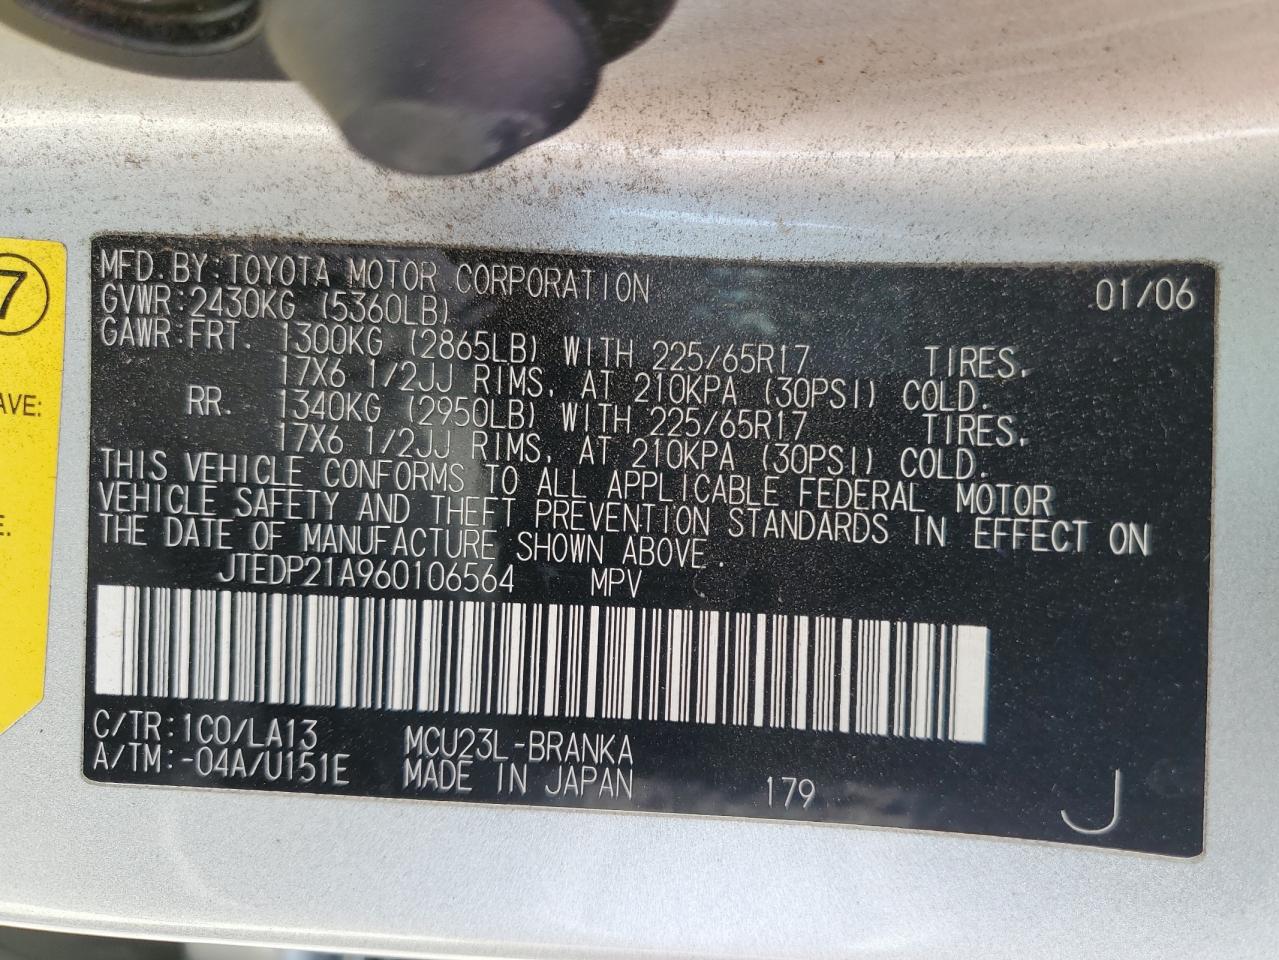 7
AVE:
E.
MFD.BY:TOYOTA MOTOR CORPORATION 01/06
GVWR:2430KG (5360LB)
GAWR:FRT. 1300KG (2865LB) WITH 225/65R17 TIRES.
17X6 1/2JJ RIMS, AT 210KPA (30PSI) COLD.
RR. 1340KG (2950LB) WITH 225/65R17 TIRES.
17X6 1/2JJ RIMS, AT 210KPA (30PSI) COLD.
THIS VEHICLE CONFORMS TO ALL APPLICABLE FEDERAL MOTOR
VEHICLE SAFETY AND THEFT PREVENTION STANDARDS IN EFFECT ON
THE DATE OF MANUFACTURE SHOWN ABOVE.
JTEDP21A960106564 MPV
C/TR:1C0/LA13 MCU23L-BRANKA
A/TM:-04A/U151E MADE IN JAPAN 179 J